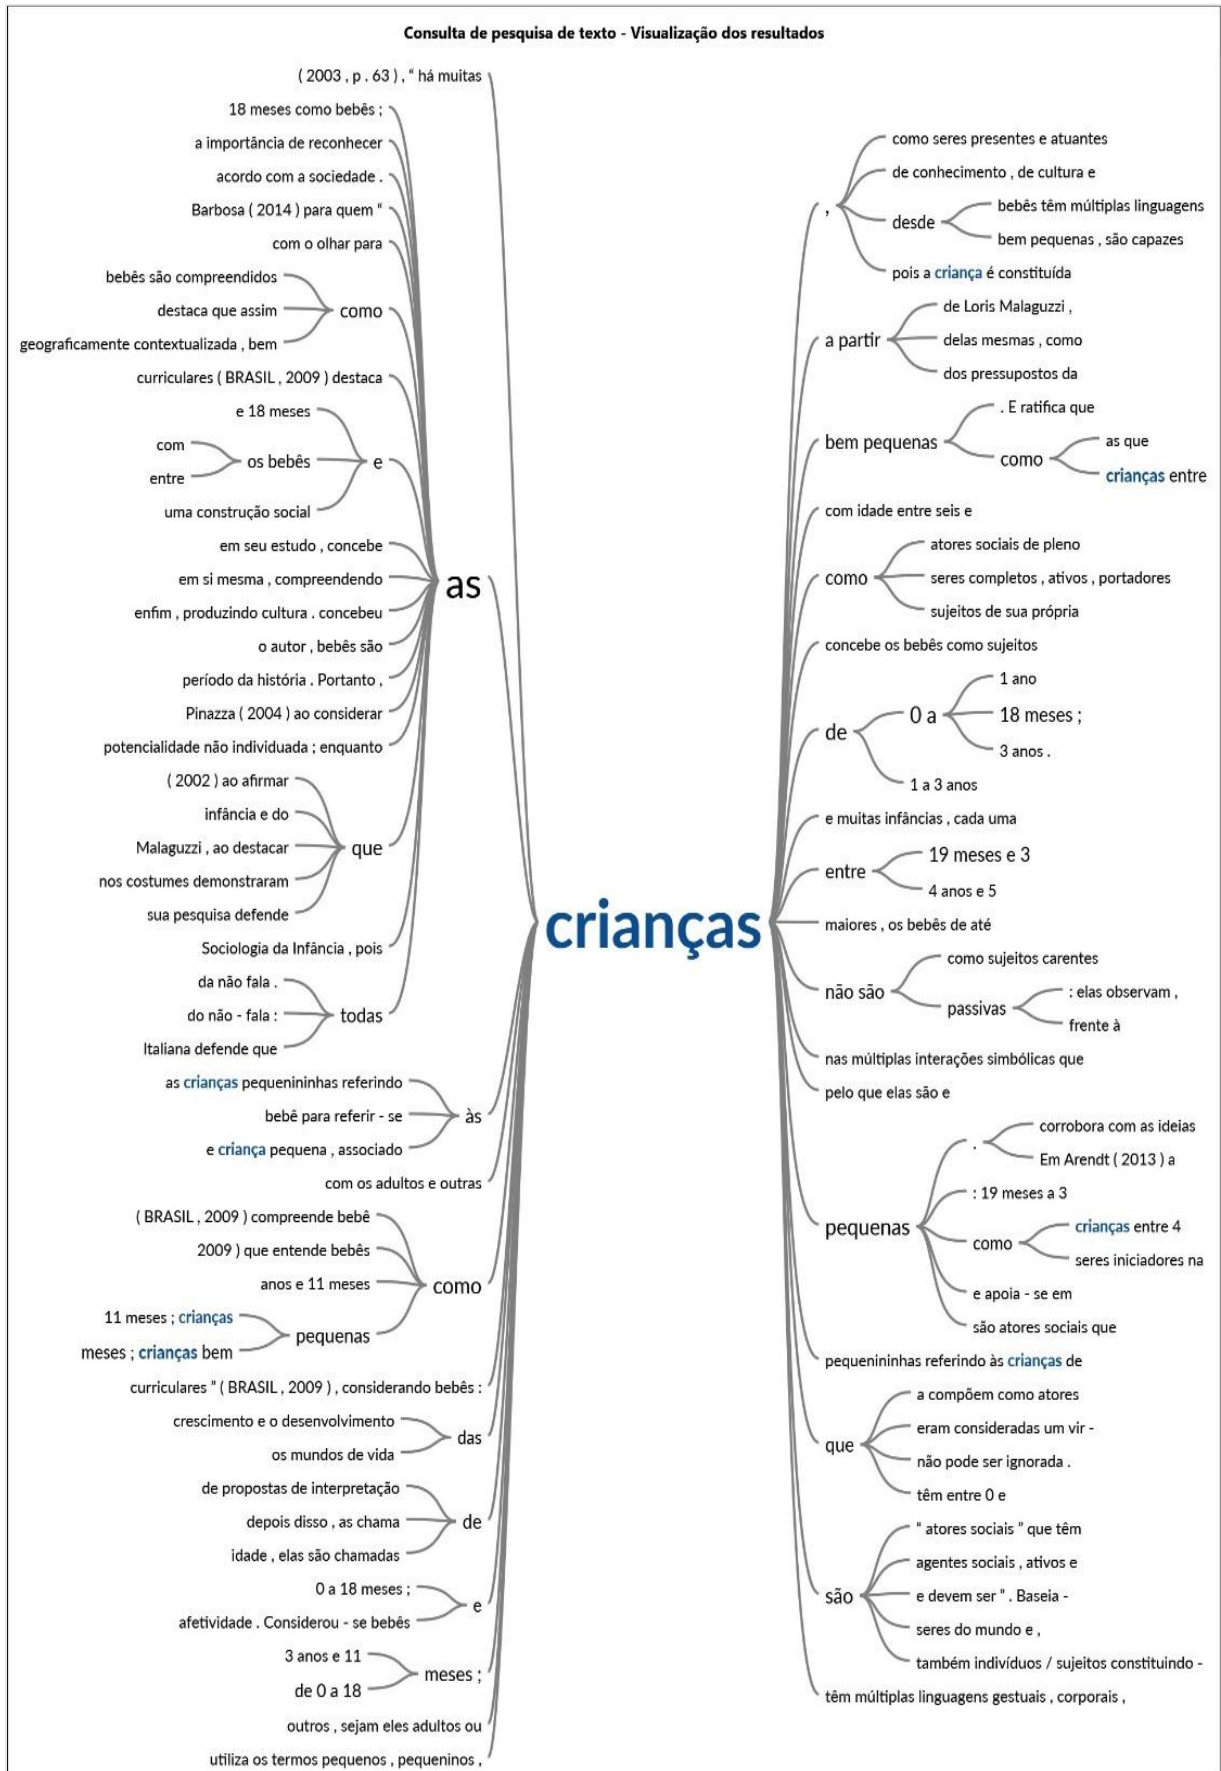 Consulta de pesquisa de texto - Visualização dos resultados
( 2003 , p . 63 ) , “ há muitas
18 meses como bebês ;
a importância de reconhecer
acordo com a sociedade .
Barbosa ( 2014 ) para quem “
com o olhar para
bebês são compreendidos
destaca que assim
como
geograficamente contextualizada , bem
curriculares ( BRASIL , 2009 ) destaca
e 18 meses
com
os bebês
e
entre
uma construção social
em seu estudo , concebe
em si mesma , compreendendo
as
enfim , produzindo cultura . concebeu
o autor , bebês são
período da história . Portanto ,
Pinazza ( 2004 ) ao considerar
potencialidade não individuada ; enquanto
( 2002 ) ao afirmar
infância e do
Malaguzzi , ao destacar
que
nos costumes demonstraram
sua pesquisa defende
Sociologia da Infância , pois
da não fala .
do não - fala :
todas
Italiana defende que
as crianças pequenininhas referindo
bebê para referir - se
às
e criança pequena , associado
com os adultos e outras
( BRASIL , 2009 ) compreende bebê
2009 ) que entende bebês
anos e 11 meses
como
11 meses ; crianças
pequenas
meses ; crianças bem
curriculares ” ( BRASIL , 2009 ) , considerando bebês :
crescimento e o desenvolvimento
das
os mundos de vida
de propostas de interpretação
depois disso , as chama
de
idade , elas são chamadas
0 a 18 meses ;
e
afetividade . Considerou - se bebês
3 anos e 11
meses ;
de 0 a 18
outros , sejam eles adultos ou
utiliza os termos pequenos , pequeninos ,
crianças
como seres presentes e atuantes
de conhecimento , de cultura e
,
desde
bebês têm múltiplas linguagens
bem pequenas , são capazes
pois a criança é constituída
a partir
de Loris Malaguzzi ,
delas mesmas , como
dos pressupostos da
bem pequenas
. E ratifica que
como
as que
crianças entre
com idade entre seis e
como
atores sociais de pleno
seres completos , ativos , portadores
sujeitos de sua própria
concebe os bebês como sujeitos
de
0 a
1 ano
18 meses ;
3 anos .
1 a 3 anos
e muitas infâncias , cada uma
entre
19 meses e 3
4 anos e 5
maiores , os bebês de até
não são
como sujeitos carentes
passivas
: elas observam ,
frente à
nas múltiplas interações simbólicas que
pelo que elas são e
pequenas
.
corrobora com as ideias
Em Arendt ( 2013 ) a
: 19 meses a 3
como
crianças entre 4
seres iniciadores na
e apoia - se em
são atores sociais que
pequenininhas referindo às crianças de
que
a compõem como atores
eram consideradas um vir -
não pode ser ignorada .
têm entre 0 e
são
“ atores sociais ” que têm
agentes sociais , ativos e
e devem ser ” . Baseia -
seres do mundo e ,
também indivíduos / sujeitos constituindo -
têm múltiplas linguagens gestuais , corporais ,